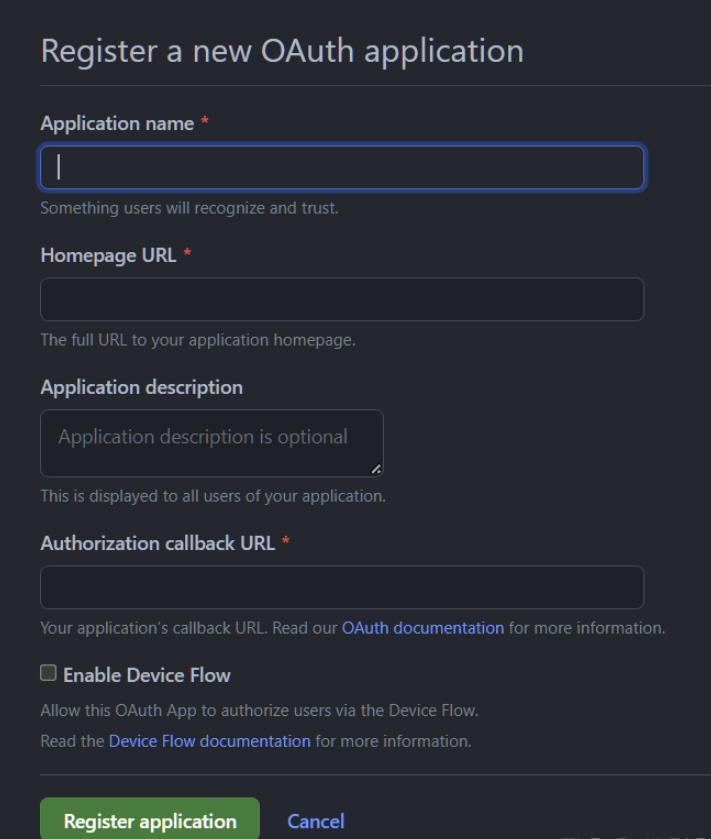 Register a new OAuth application
Application name *
Something users will recognize and trust.
Homepage URL *
The full URL to your application homepage.
Application description
Application description is optional
This is displayed to all users of your application.
Authorization callback URL *
Your application's callback URL. Read our OAuth documentation for more information.
Enable Device Flow
Allow this OAuth App to authorize users via the Device Flow.
Read the Device Flow documentation for more information.
Register application Cancel